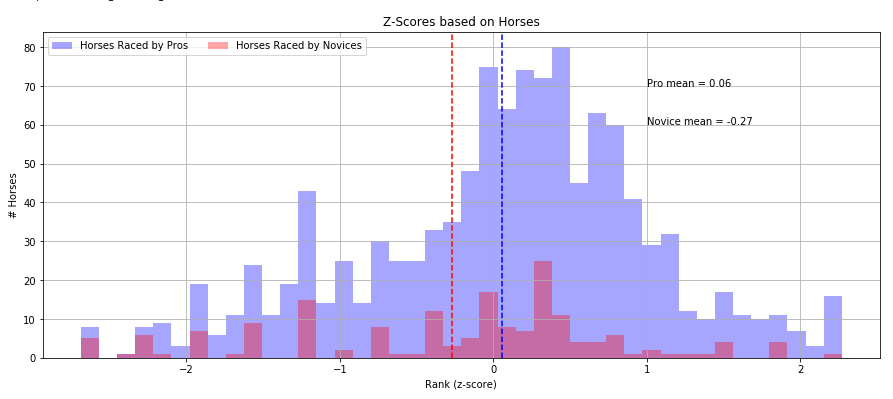 Z-Scores based on Horses
Horses Raced by Pros
Horses Raced by Novices
80
70
60
50
40
30
20
10
0
# Horses
Pro mean = 0.06
Novice mean = -0.27
−2
−1
0
1
2
Rank (z-score)